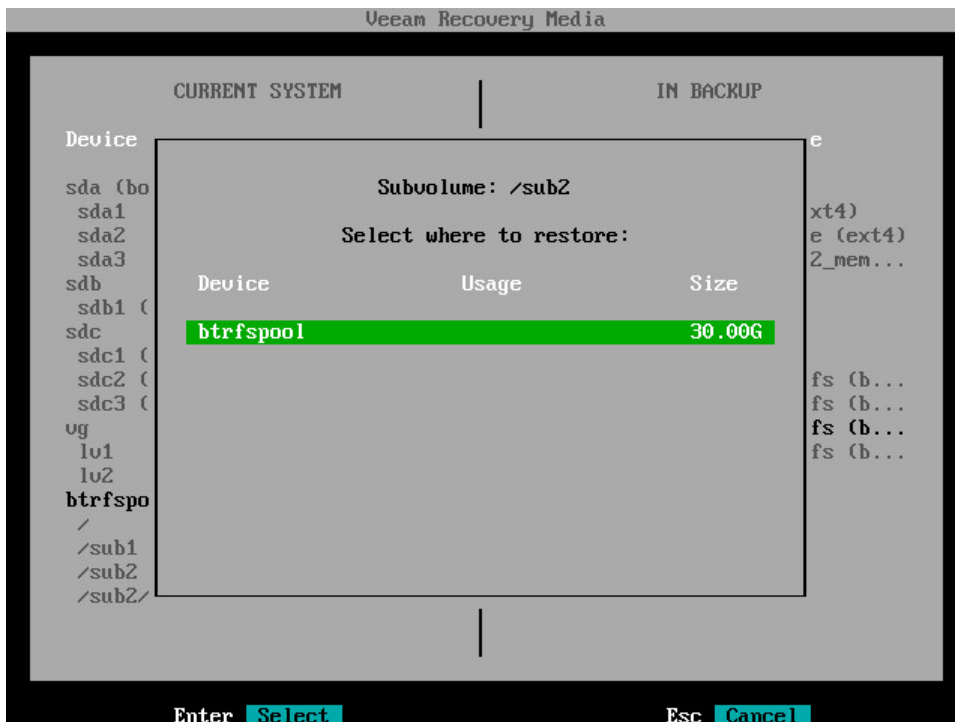 Veeam Recovery Media
CURRENT SYSTEM IN BACKUP
Device e
sda (bo Subvolume: /sub2
sda1 xt4)
sda2 Select where to restore: e (ext4)
sda3 2_mem...
sdb Device Usage Size
sdb1 (
sdc btrfspool 30.00G
sdc1 (
sdc2 ( fs (b...
sdc3 ( fs (b...
vg fs (b...
lv1 fs (b...
lv2
btrfspo
/
/sub1
/sub2
/sub2/
Enter Select Esc Cancel